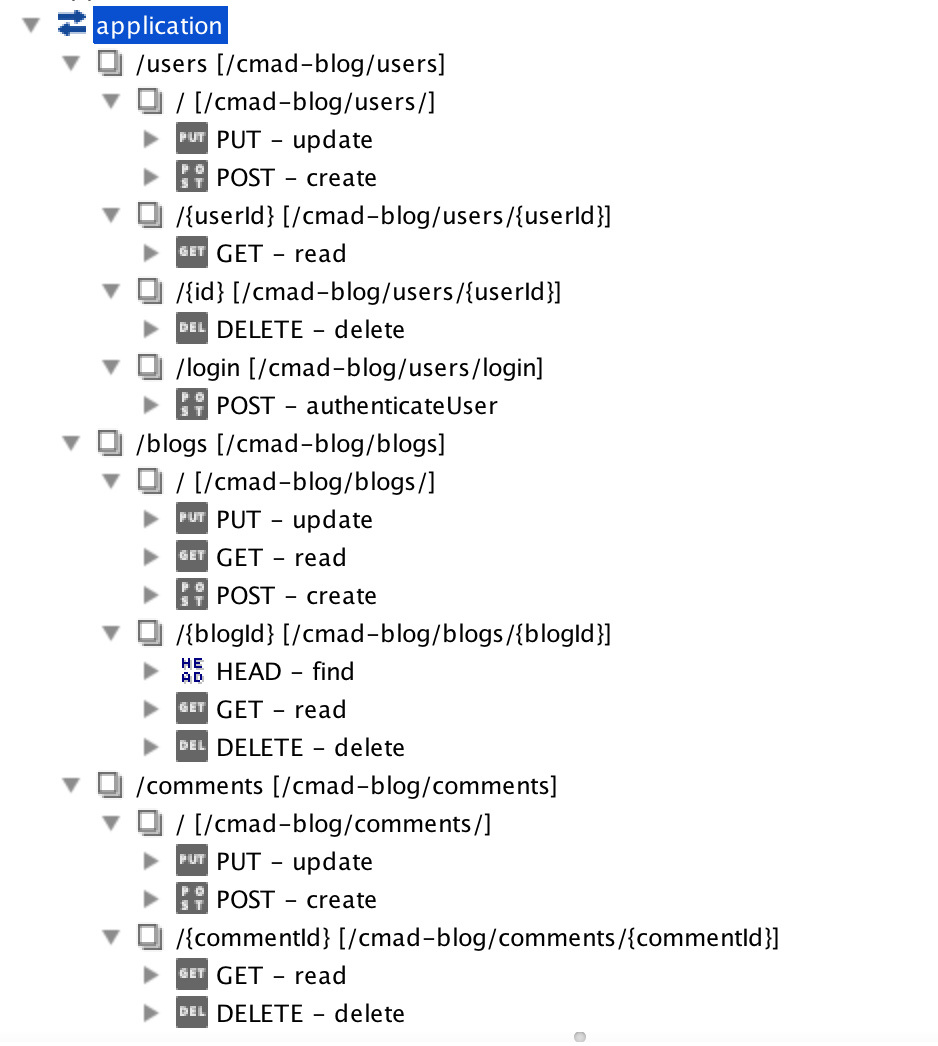 application
/users [/cmad-blog/users]
/ [/cmad-blog/users/]
PUT PUT - update
POST POST - create
/{userId} [/cmad-blog/users/{userId}]
GET GET - read
/{id} [/cmad-blog/users/{userId}]
DEL DELETE - delete
/login [/cmad-blog/users/login]
POST POST - authenticateUser
/blogs [/cmad-blog/blogs]
/ [/cmad-blog/blogs/]
PUT PUT - update
GET GET - read
POST POST - create
/{blogId} [/cmad-blog/blogs/{blogId}]
HEAD HEAD - find
GET GET - read
DEL DELETE - delete
/comments [/cmad-blog/comments]
/ [/cmad-blog/comments/]
PUT PUT - update
POST POST - create
/{commentId} [/cmad-blog/comments/{commentId}]
GET GET - read
DEL DELETE - delete